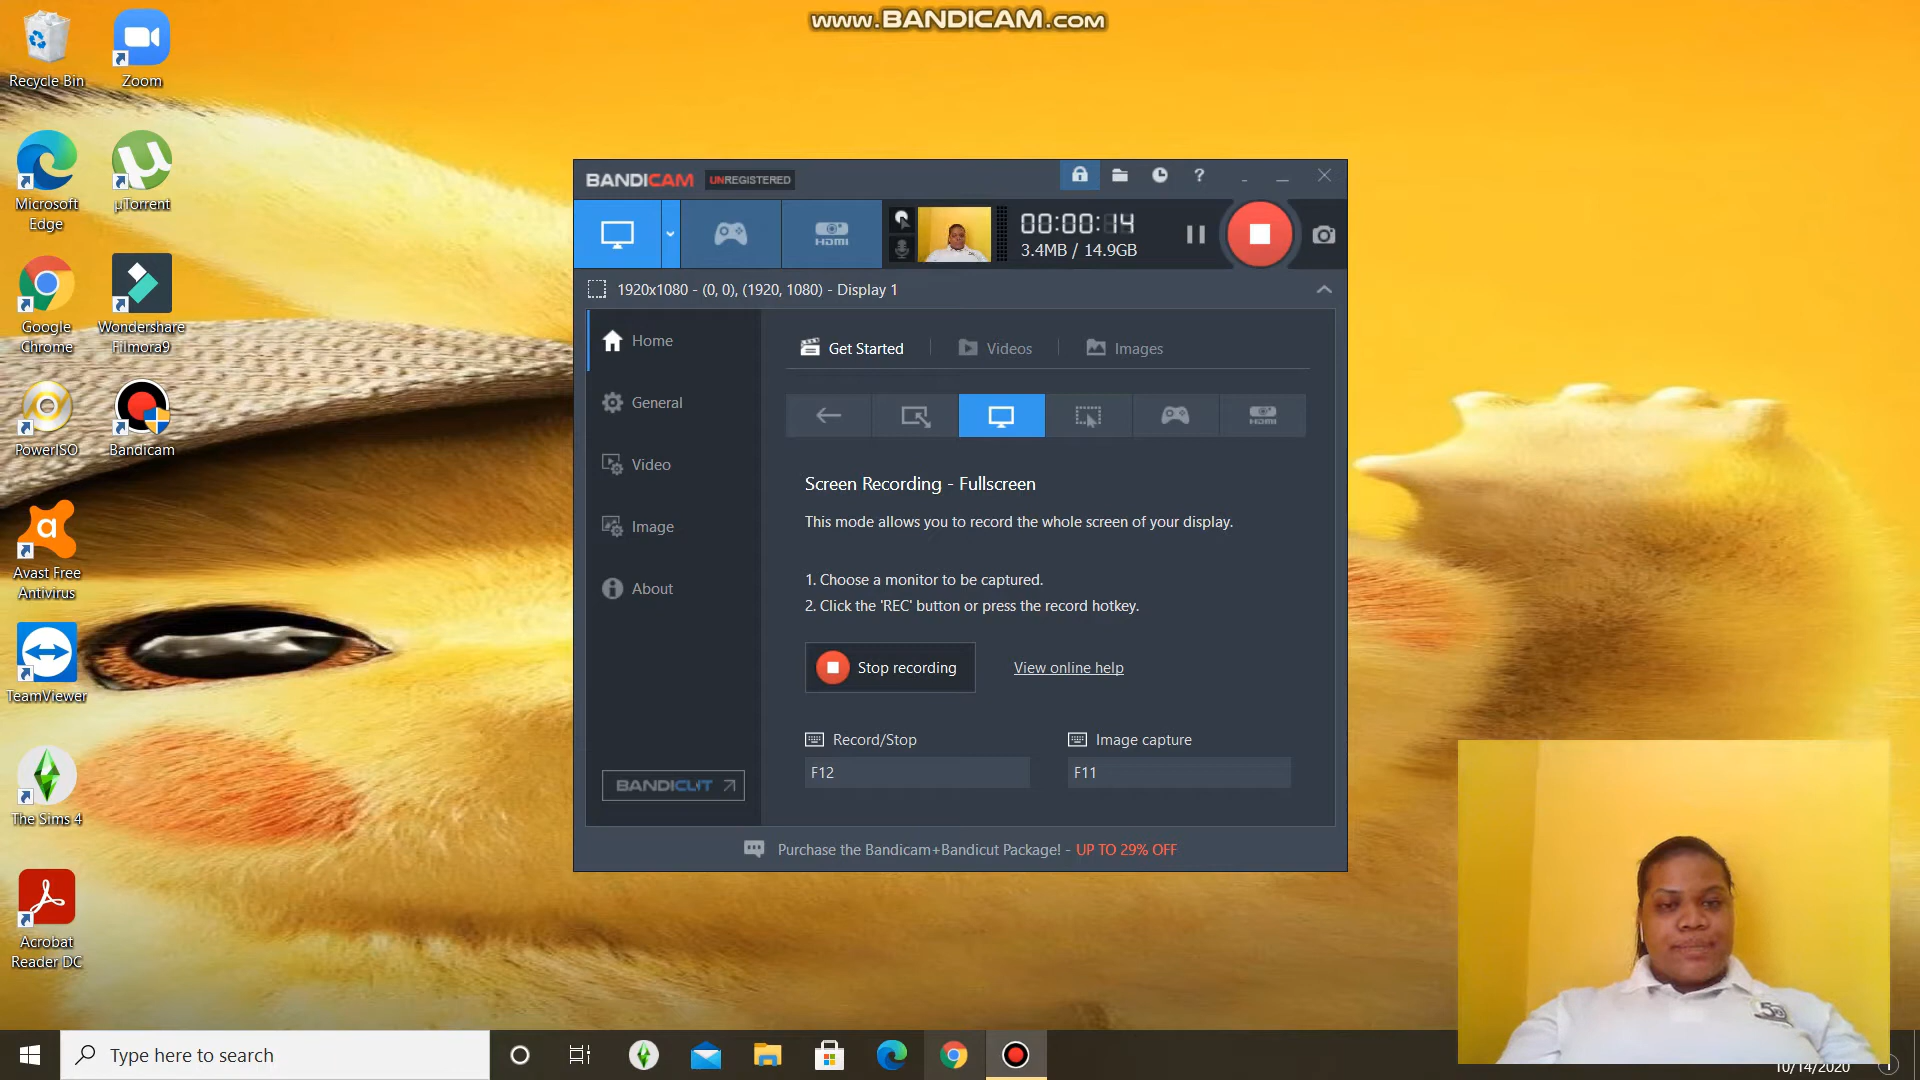 www.BANDICAM.com
Recycle Bin
Zoom
Microsoft
Edge
µTorrent
Google
Chrome
Wondershare
Filmora9
PowerISO
Bandicam
Avast Free
Antivirus
TeamViewer
The Sims 4
Acrobat
Reader DC
BANDICAM UNREGISTERED
?
HDMI
00:00:14
3.4MB / 14.9GB
1920x1080 - (0, 0), (1920, 1080) - Display 1
Home
General
Video
Image
About
BANDICUT
Get Started
Videos
Images
HDMI
Screen Recording - Fullscreen
This mode allows you to record the whole screen of your display.
1. Choose a monitor to be captured.
2. Click the 'REC' button or press the record hotkey.
Stop recording
View online help
Record/Stop
Image capture
F12
F11
Purchase the Bandicam+Bandicut Package! - UP TO 29% OFF
Type here to search
10/14/2020